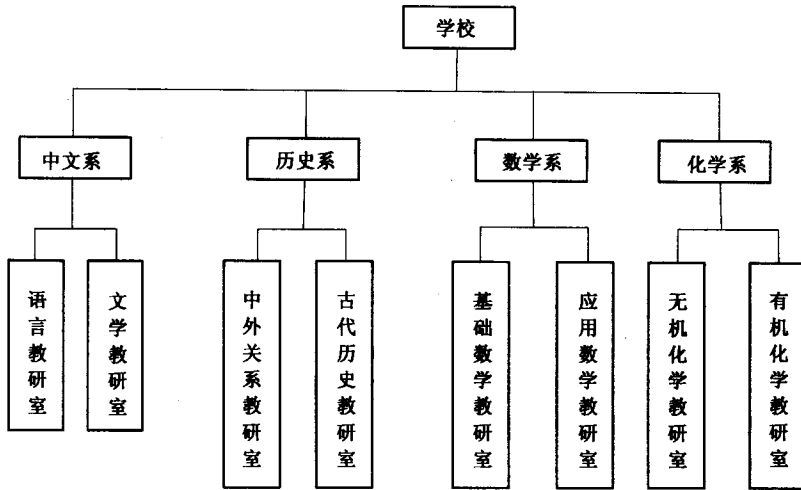 学校
中文系
历史系
数学系
化学系
语言教研室
文学教研室
中外关系教研室
古代历史教研室
基础数学教研室
应用数学教研室
无机化学教研室
有机化学教研室